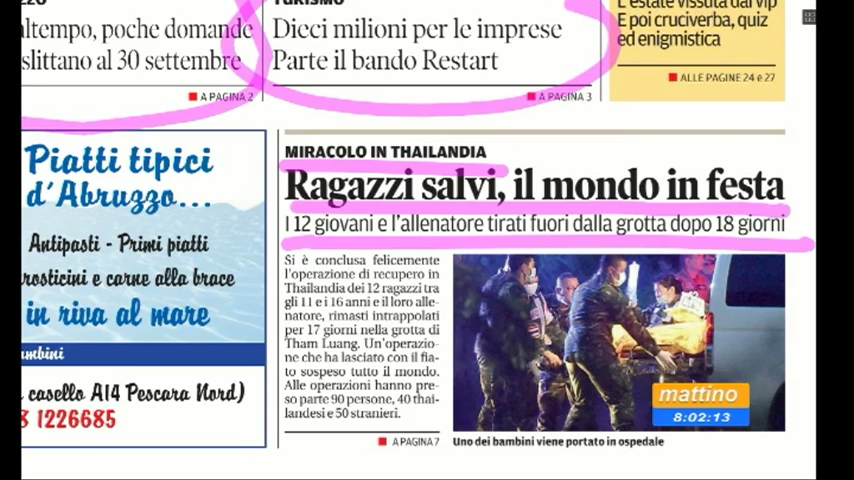 TURISMO
altempo, poche domande
slittano al 30 settembre
A PAGINA 2
Dieci milioni per le imprese
Parte il bando Restart
A PAGINA 3
L'estate vissuta dai vip
E poi cruciverba, quiz
ed enigmistica
ALLE PAGINE 24 e 27
Piatti tipici
d'Abruzzo...
Antipasti - Primi piatti
rosticini e carne alla brace
in riva al mare
ambini
casello A14 Pescara Nord)
8 1226685
MIRACOLO IN THAILANDIA
Ragazzi salvi, il mondo in festa
I 12 giovani e l'allenatore tirati fuori dalla grotta dopo 18 giorni
Si è conclusa felicemente
l'operazione di recupero in
Thailandia dei 12 ragazzi tra
gli 11 e i 16 anni e il loro alle-
natore, rimasti intrappolati
per 17 giorni nella grotta di
Tham Luang. Un'operazio-
ne che ha lasciato con il fia-
to sospeso tutto il mondo.
Alle operazioni hanno pre-
so parte 90 persone, 40 thai-
landesi e 50 stranieri.
A PAGINA 7
mattino
8:02:13
Uno dei bambini viene portato in ospedale